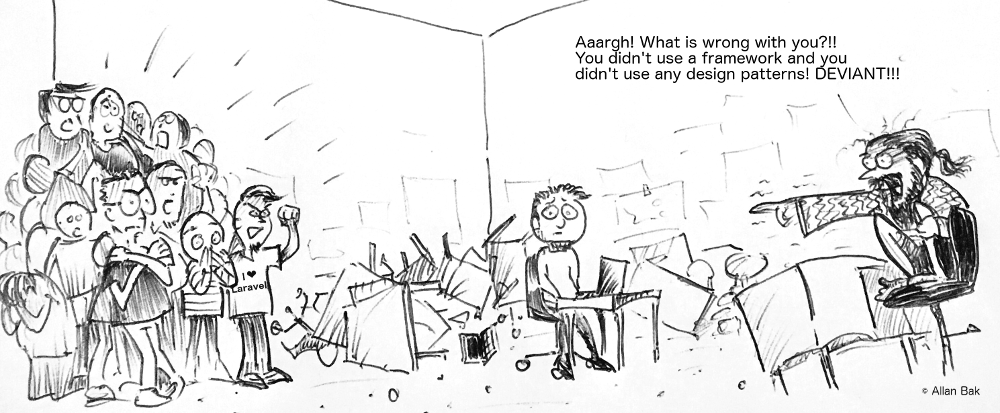 Aaargh! What is wrong with you?!!
You didn't use a framework and you
didn't use any design patterns! DEVIANT!!!
I ♥
Laravel
© Allan Bak